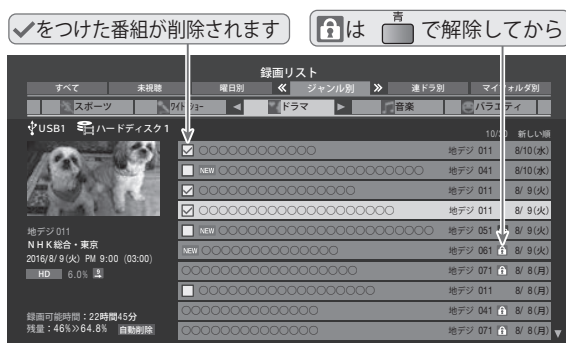 ✓をつけた番組が削除されます
は 青 で解除してから
録画リスト
すべて 未視聴 曜日別 ≪ ジャンル別 ≫ 連ドラ別 マイフォルダ別
スポーツ ワイドショー ◀ ドラマ ▶ 音楽 バラエティ
USB1 ハードディスク1
10/30 新しい順
○○○○○○○○○○○○ 地デジ 011 8/10(水)
NEW ○○○○○○○○○○○○○○○○○○○○○○ 地デジ 041 8/10(水)
○○○○○○○○○○○○○○○○ 地デジ 011 8/ 9(火)
○○○○○○○○○○○○○○○○○○○○ 地デジ 011 8/ 9(火)
NEW ○○○○○○○○○○○○○○○○○○○○○○○ 地デジ 051 8/ 9(火)
NEW ○○○○○○○○○○○○○○ 地デジ 061 8/ 9(火)
○○○○○○○○○○○○○○○○○○ 地デジ 071 8/ 8(月)
○○○○○○○○○○○○○○○○○○ 地デジ 011 8/ 8(月)
○○○○○○○○○○○○○○ 地デジ 041 8/ 8(月)
○○○○○○○○○○○○○○ 地デジ 071 8/ 8(月)
地デジ 011
NHK総合・東京
2016/8/ 9(火) PM 9:00 (03:00)
HD 6.0%
録画可能時間:22時間45分
残量:46%≫64.8% 自動削除